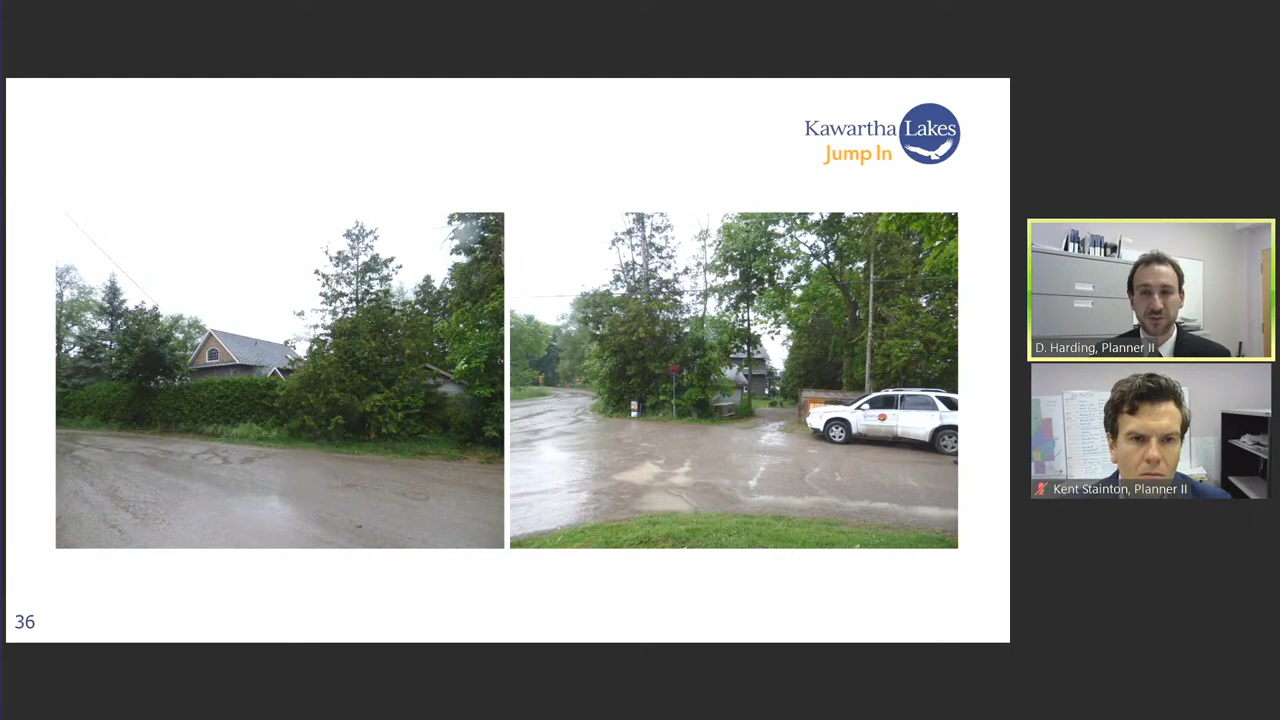 Kawartha Lakes
Jump In
36
D. Harding, Planner II
Kent Stainton, Planner II